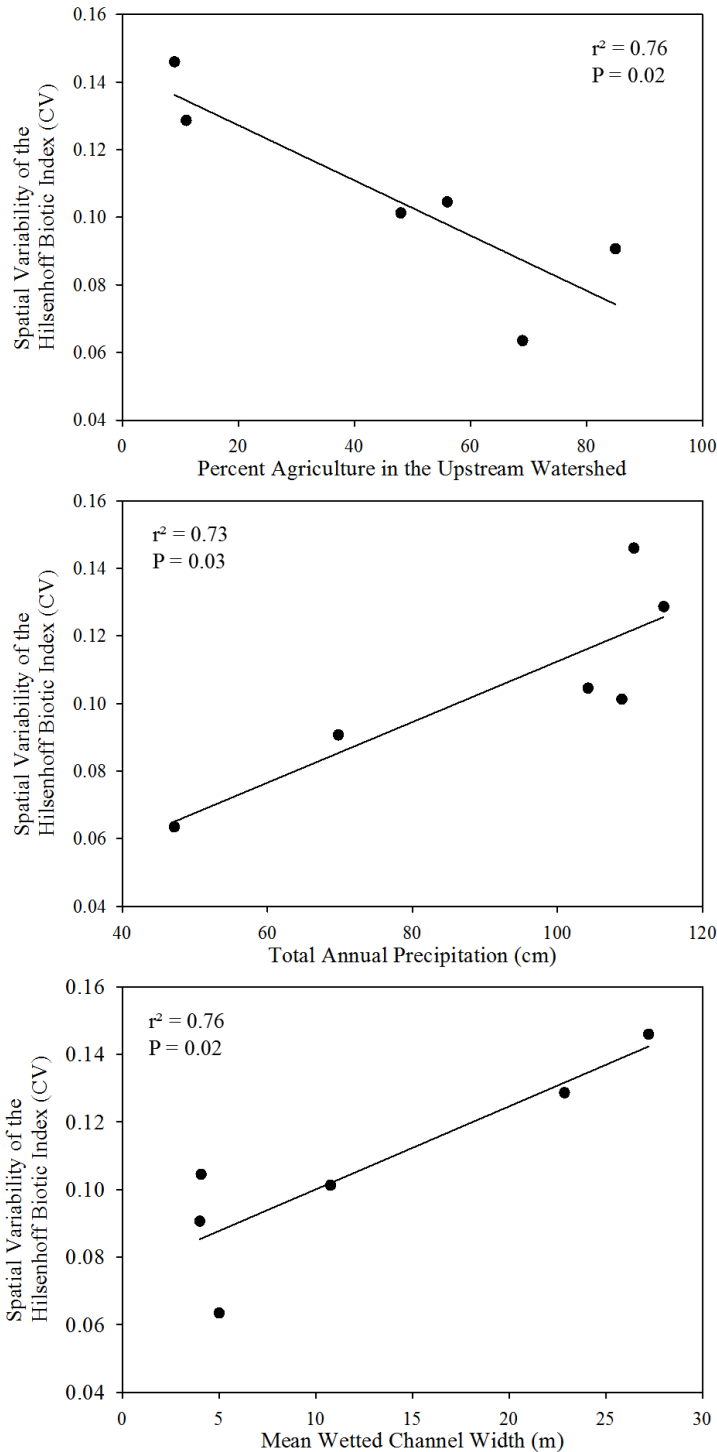 r² = 0.76
P = 0.02
Spatial Variability of the
Hilsenhoff Biotic Index (CV)
0.16
0.14
0.12
0.10
0.08
0.06
0.04
0 20 40 60 80 100
Percent Agriculture in the Upstream Watershed
r² = 0.73
P = 0.03
Spatial Variability of the
Hilsenhoff Biotic Index (CV)
0.16
0.14
0.12
0.10
0.08
0.06
0.04
40 60 80 100 120
Total Annual Precipitation (cm)
r² = 0.76
P = 0.02
Spatial Variability of the
Hilsenhoff Biotic Index (CV)
0.16
0.14
0.12
0.10
0.08
0.06
0.04
0 5 10 15 20 25 30
Mean Wetted Channel Width (m)